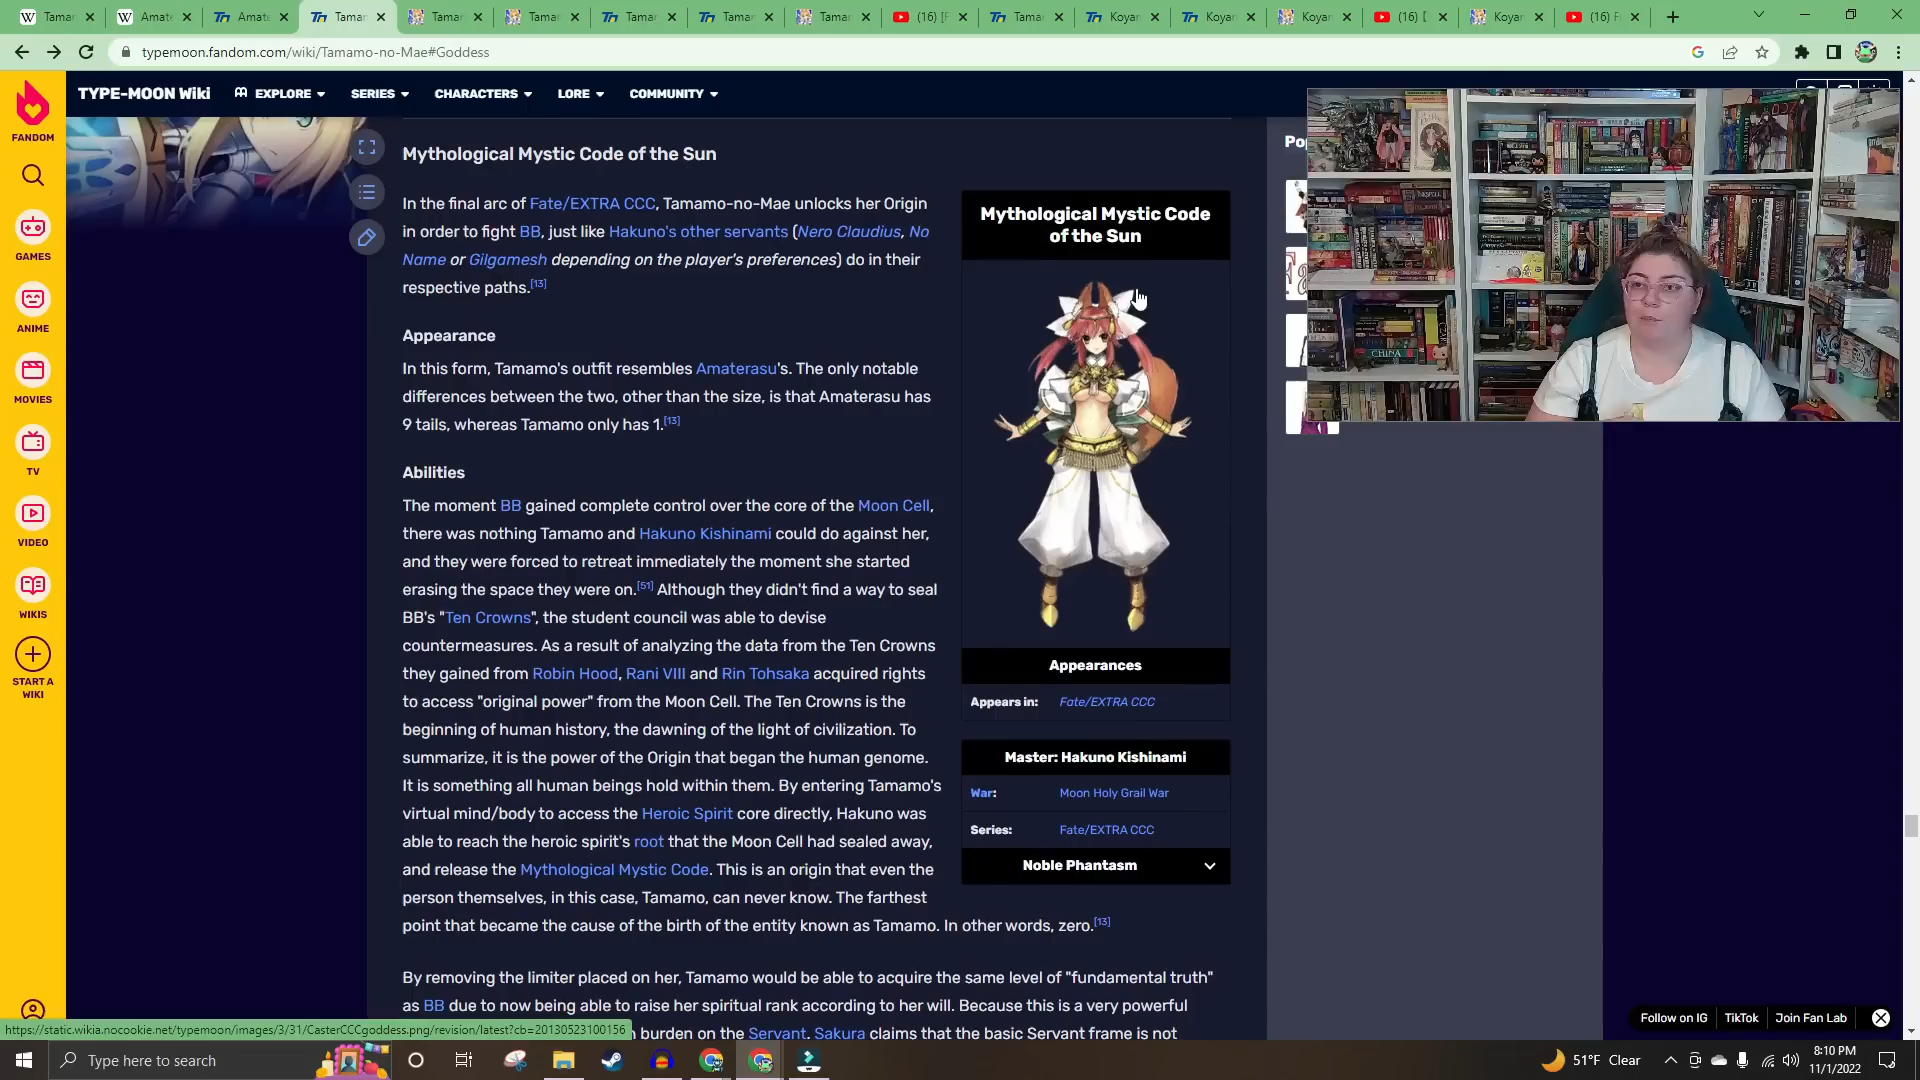 Tamar
Amate
Amate
Tamar
Tamar
Tamar
Tamar
Tamar
Tamar
(16) [F
Tamar
Koyan
Koyan
Koyan
(16) [
Koyan
(16) F
typemoon.fandom.com/wiki/Tamamo-no-Mae#Goddess
TYPE-MOON Wiki
EXPLORE
SERIES
CHARACTERS
LORE
COMMUNITY
FANDOM
GAMES
ANIME
MOVIES
TV
VIDEO
WIKIS
START A
WIKI
Mythological Mystic Code of the Sun
In the final arc of Fate/EXTRA CCC, Tamamo-no-Mae unlocks her Origin
in order to fight BB, just like Hakuno's other servants (Nero Claudius, No
Name or Gilgamesh depending on the player's preferences) do in their
respective paths.[13]
Appearance
In this form, Tamamo's outfit resembles Amaterasu's. The only notable
differences between the two, other than the size, is that Amaterasu has
9 tails, whereas Tamamo only has 1.[13]
Abilities
The moment BB gained complete control over the core of the Moon Cell,
there was nothing Tamamo and Hakuno Kishinami could do against her,
and they were forced to retreat immediately the moment she started
erasing the space they were on.[51] Although they didn't find a way to seal
BB's "Ten Crowns", the student council was able to devise
countermeasures. As a result of analyzing the data from the Ten Crowns
they gained from Robin Hood, Rani VIII and Rin Tohsaka acquired rights
to access "original power" from the Moon Cell. The Ten Crowns is the
beginning of human history, the dawning of the light of civilization. To
summarize, it is the power of the Origin that began the human genome.
It is something all human beings hold within them. By entering Tamamo's
virtual mind/body to access the Heroic Spirit core directly, Hakuno was
able to reach the heroic spirit's root that the Moon Cell had sealed away,
and release the Mythological Mystic Code. This is an origin that even the
person themselves, in this case, Tamamo, can never know. The farthest
point that became the cause of the birth of the entity known as Tamamo. In other words, zero.[13]
By removing the limiter placed on her, Tamamo would be able to acquire the same level of "fundamental truth"
as BB due to now being able to raise her spiritual rank according to her will. Because this is a very powerful
n burden on the Servant. Sakura claims that the basic Servant frame is not
Mythological Mystic Code
of the Sun
Appearances
Appears in: Fate/EXTRA CCC
Master: Hakuno Kishinami
War: Moon Holy Grail War
Series: Fate/EXTRA CCC
Noble Phantasm
Pop
CHINA
Follow on IG
TikTok
Join Fan Lab
https://static.wikia.nocookie.net/typemoon/images/3/31/CasterCCCgoddess.png/revision/latest?cb=20130523100156
Type here to search
51°F Clear
8:10 PM
11/1/2022